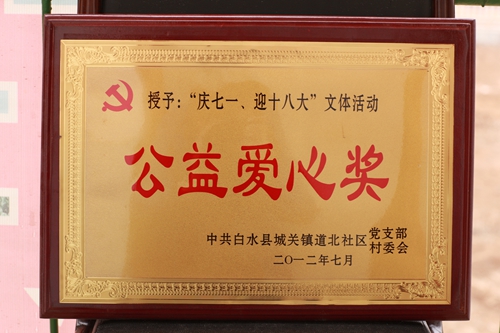 授予：“庆七一、迎十八大”文体活动
公益爱心奖
中共白水县城关镇道北社区党支部
村委会
二〇一二年七月